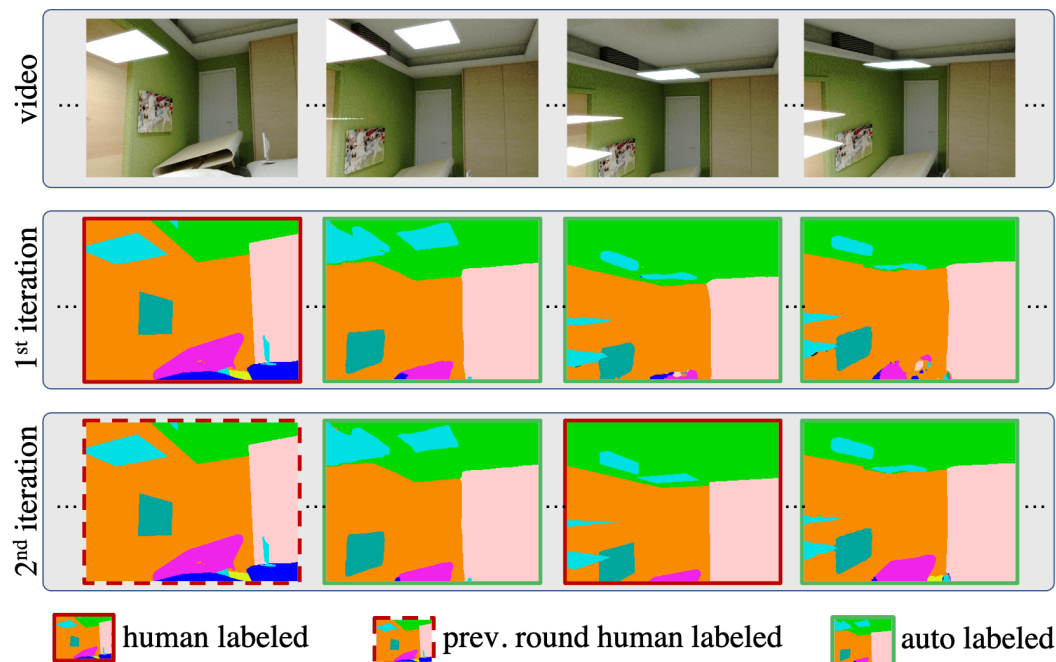 video
... ... ... ... ...
1st iteration
... ... ... ... ...
2nd iteration
... ... ... ... ...
human labeled
prev. round human labeled
auto labeled